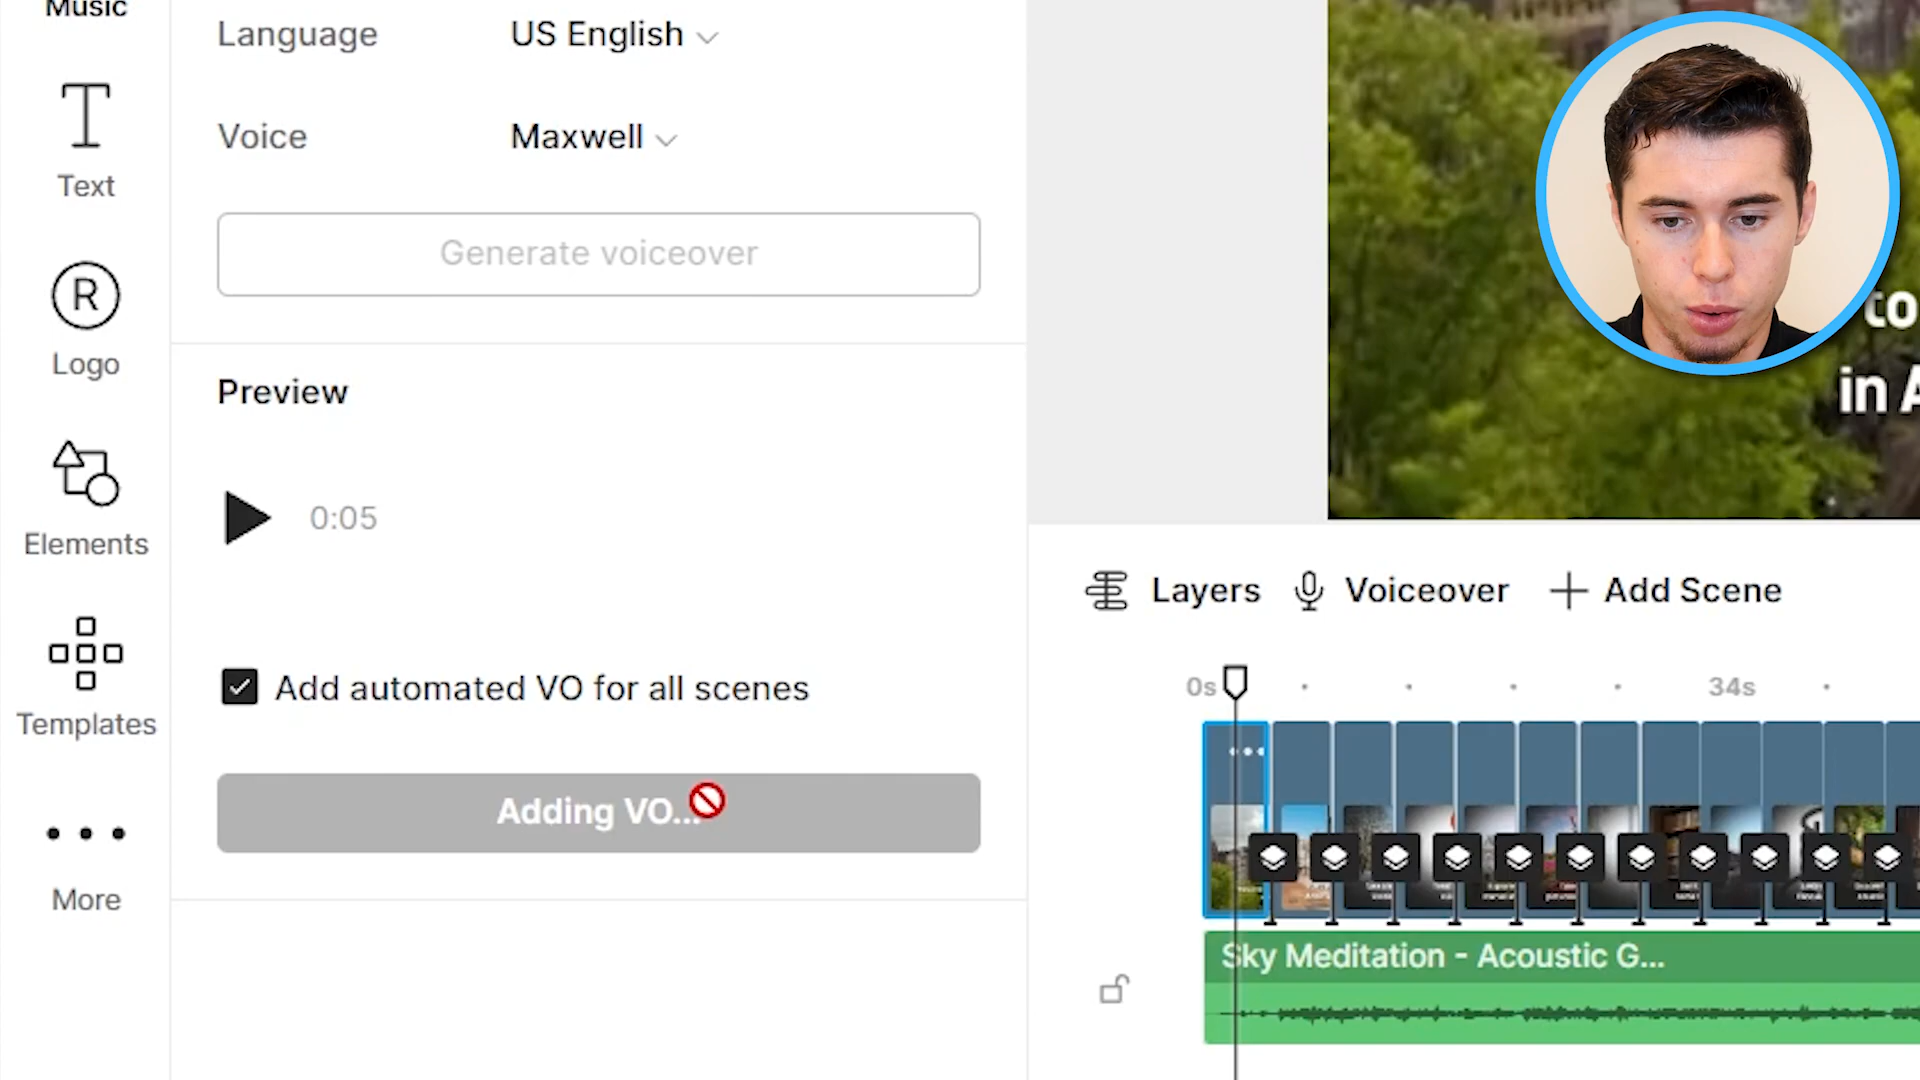 Music
Language
US English
Text
Voice
Maxwell
Generate voiceover
R
Logo
Preview
0:05
Elements
to
in A
Layers
Voiceover
Add Scene
Add automated VO for all scenes
0s
34s
Templates
Adding VO...
More
Sky Meditation - Acoustic G...